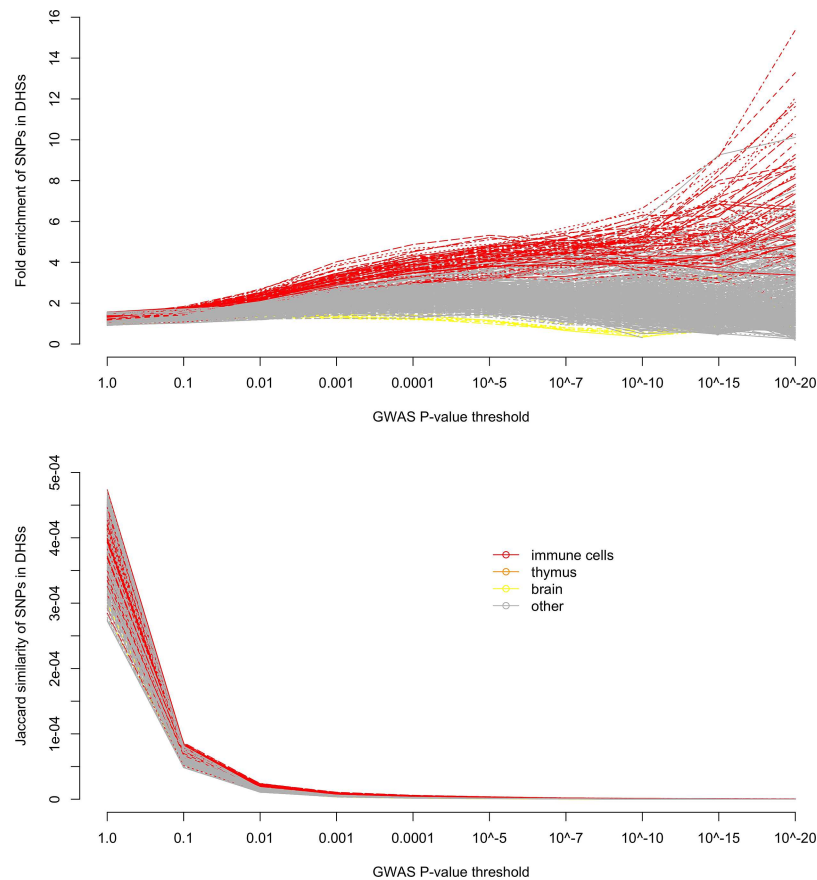 16
14
12
10
8
6
4
2
0
Fold enrichment of SNPs in DHSs
1.0 0.1 0.01 0.001 0.0001 10^-5 10^-7 10^-10 10^-15 10^-20
GWAS P-value threshold
5e-04
4e-04
3e-04
2e-04
1e-04
0
Jaccard similarity of SNPs in DHSs
immune cells
thymus
brain
other
1.0 0.1 0.01 0.001 0.0001 10^-5 10^-7 10^-10 10^-15 10^-20
GWAS P-value threshold